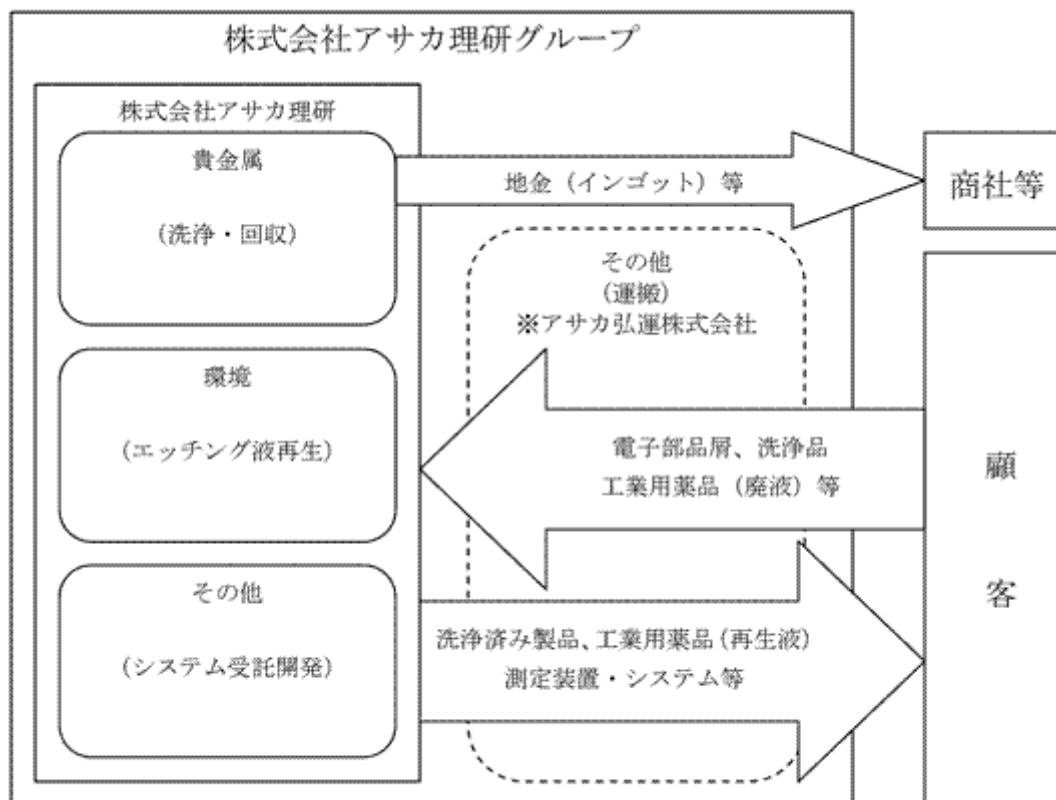 株式会社アサカ理研グループ
株式会社アサカ理研
貴金属
(洗浄・回収)
地金（インゴット）等
商社等
その他
(運搬)
※アサカ弘運株式会社
環境
(エッチング液再生)
電子部品屑、洗浄品
工業用薬品（廃液）等
顧
客
その他
(システム受託開発)
洗浄済み製品、工業用薬品(再生液)
測定装置・システム等